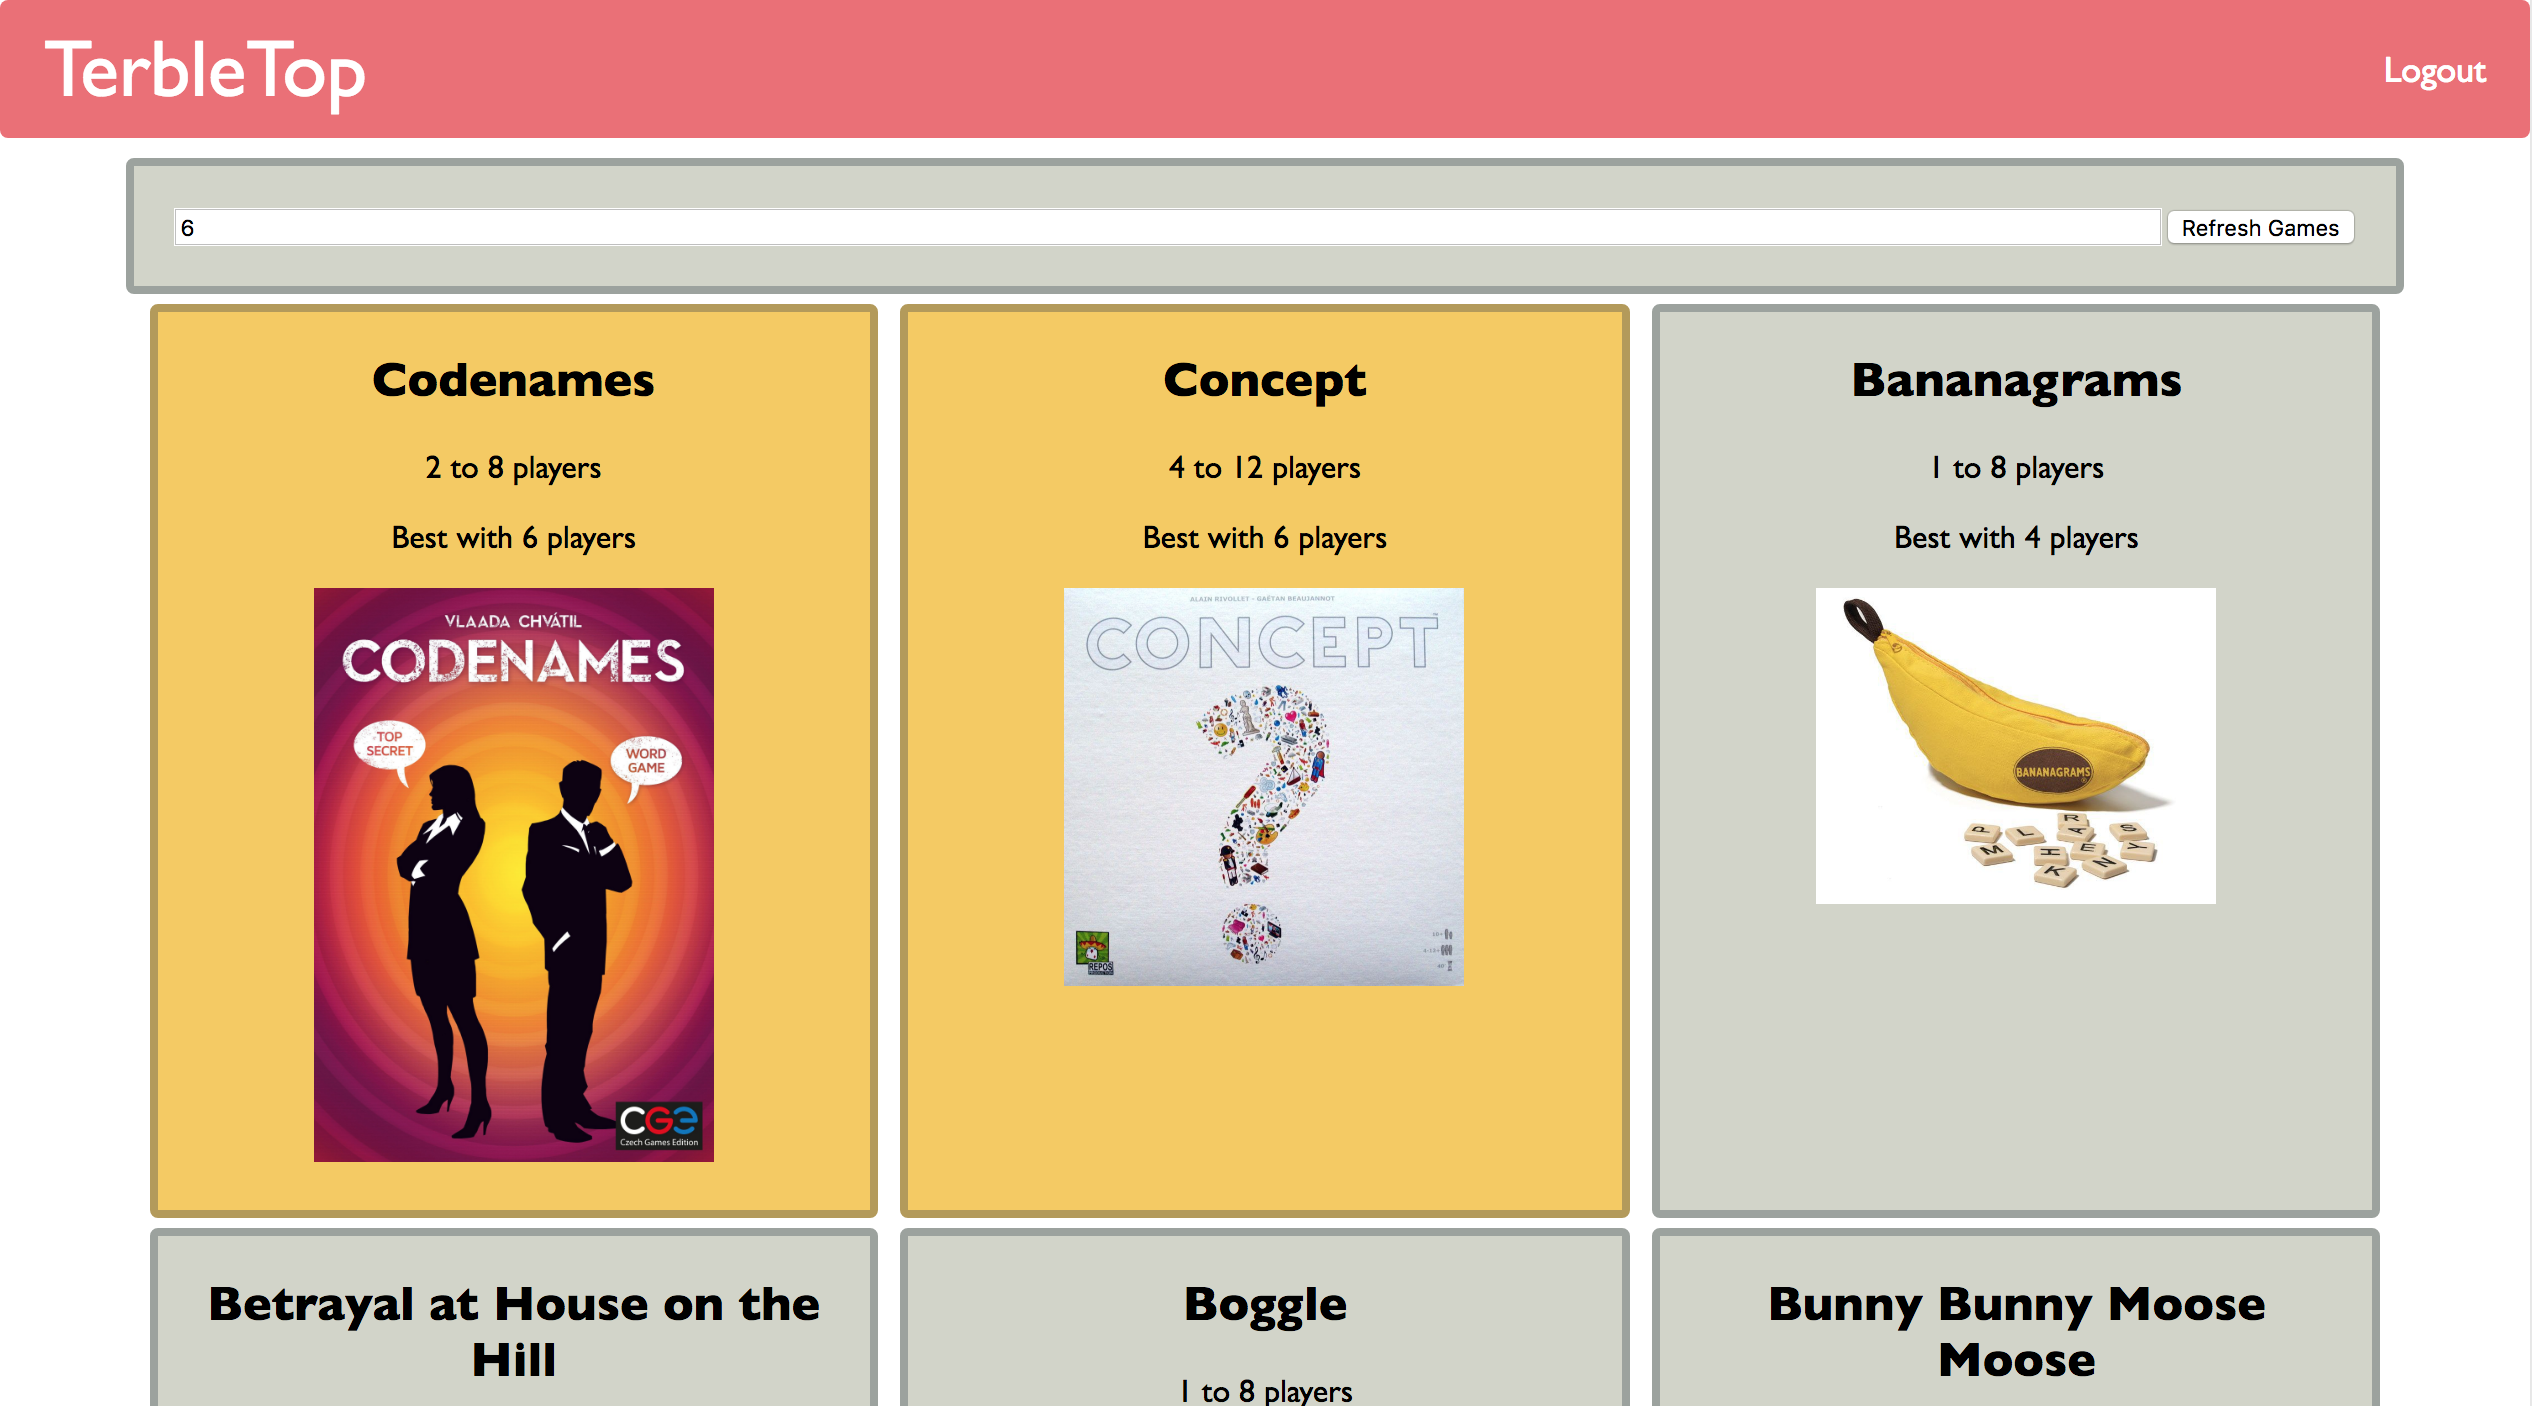 TerbleTop
Logout
6
Refresh Games
Codenames
2 to 8 players
Best with 6 players
VLAADA CHVÁTIL
CODENAMES
TOP
SECRET
WORD
GAME
CGE
Czech Games Edition
Concept
4 to 12 players
Best with 6 players
ALAIN RIVOLLET - GAËTAN BEAUJANNOT
CONCEPT
REPOS
Bananagrams
1 to 8 players
Best with 4 players
BANANAGRAMS
P L R A S
M H E Y
K N
Betrayal at House on the
Hill
Boggle
1 to 8 players
Bunny Bunny Moose
Moose